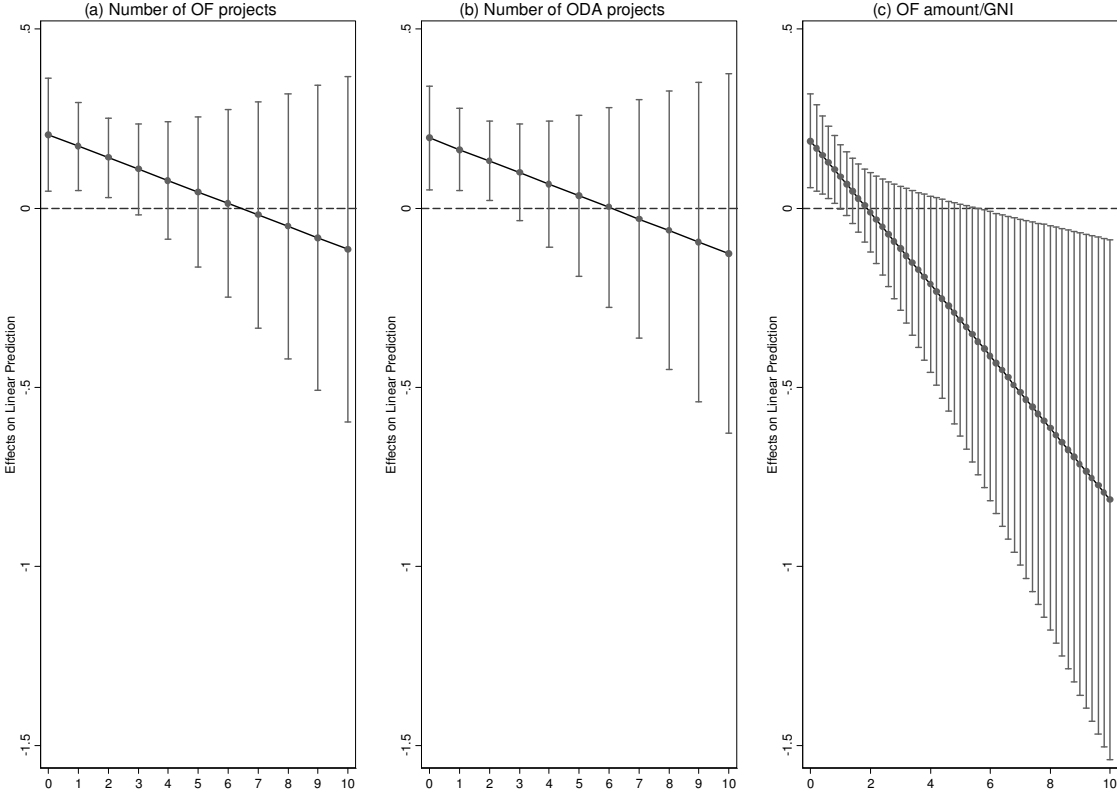 (a) Number of OF projects
Effects on Linear Prediction
.5
0
-.5
-1
-1.5
0 1 2 3 4 5 6 7 8 9 10
(b) Number of ODA projects
Effects on Linear Prediction
.5
0
-.5
-1
-1.5
0 1 2 3 4 5 6 7 8 9 10
(c) OF amount/GNI
Effects on Linear Prediction
.5
0
-.5
-1
-1.5
0 2 4 6 8 10